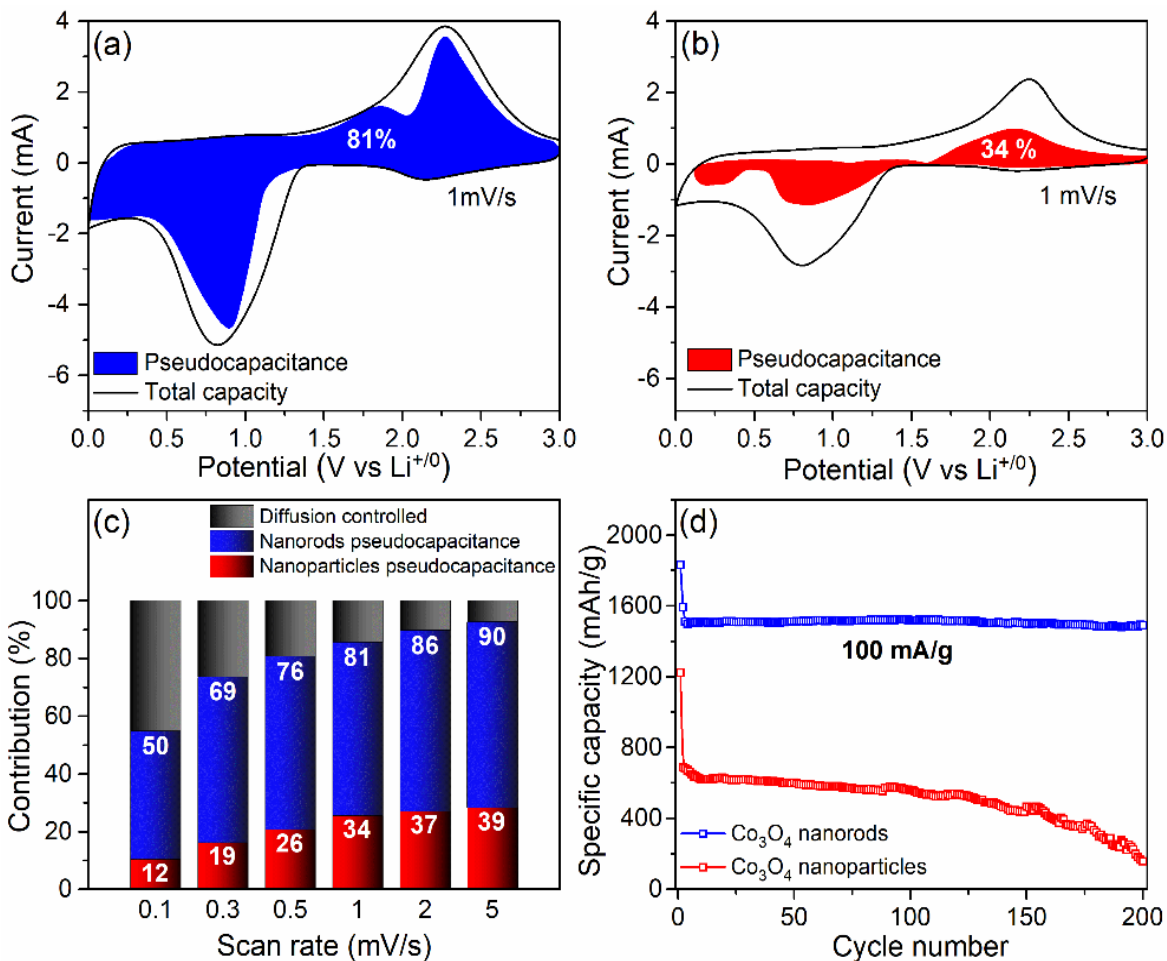 (a)
Current (mA)
4
2
0
-2
-4
-6
81%
1mV/s
Pseudocapacitance
Total capacity
0.0 0.5 1.0 1.5 2.0 2.5 3.0
Potential (V vs Li⁺ᐟ⁰)
(b)
Current (mA)
4
2
0
-2
-4
-6
34 %
1 mV/s
Pseudocapacitance
Total capacity
0.0 0.5 1.0 1.5 2.0 2.5 3.0
Potential (V vs Li⁺ᐟ⁰)
(c)
Diffusion controlled
Nanorods pseudocapacitance
Nanoparticles pseudocapacitance
Contribution (%)
100
80
60
40
20
0
50 69 76 81 86 90
12 19 26 34 37 39
0.1 0.3 0.5 1 2 5
Scan rate (mV/s)
(d)
Specific capacity (mAh/g)
2000
1600
1200
800
400
0
100 mA/g
Co₃O₄ nanorods
Co₃O₄ nanoparticles
0 50 100 150 200
Cycle number